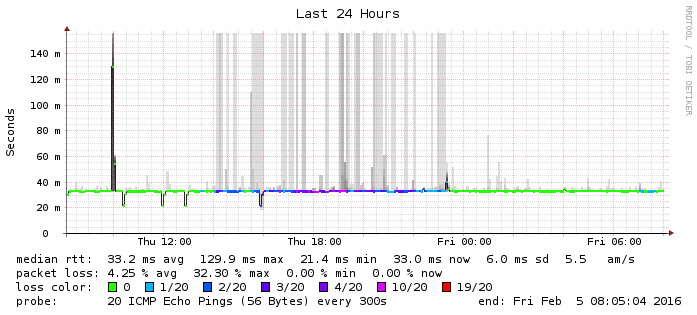 Last 24 Hours
RRDTOOL / TOBI OETIKER
Seconds
140 m
120 m
100 m
80 m
60 m
40 m
20 m
0
Thu 12:00 Thu 18:00 Fri 00:00 Fri 06:00
median rtt: 33.2 ms avg 129.9 ms max 21.4 ms min 33.0 ms now 6.0 ms sd 5.5 am/s
packet loss: 4.25 % avg 32.30 % max 0.00 % min 0.00 % now
loss color: 0 1/20 2/20 3/20 4/20 10/20 19/20
probe: 20 ICMP Echo Pings (56 Bytes) every 300s end: Fri Feb 5 08:05:04 2016